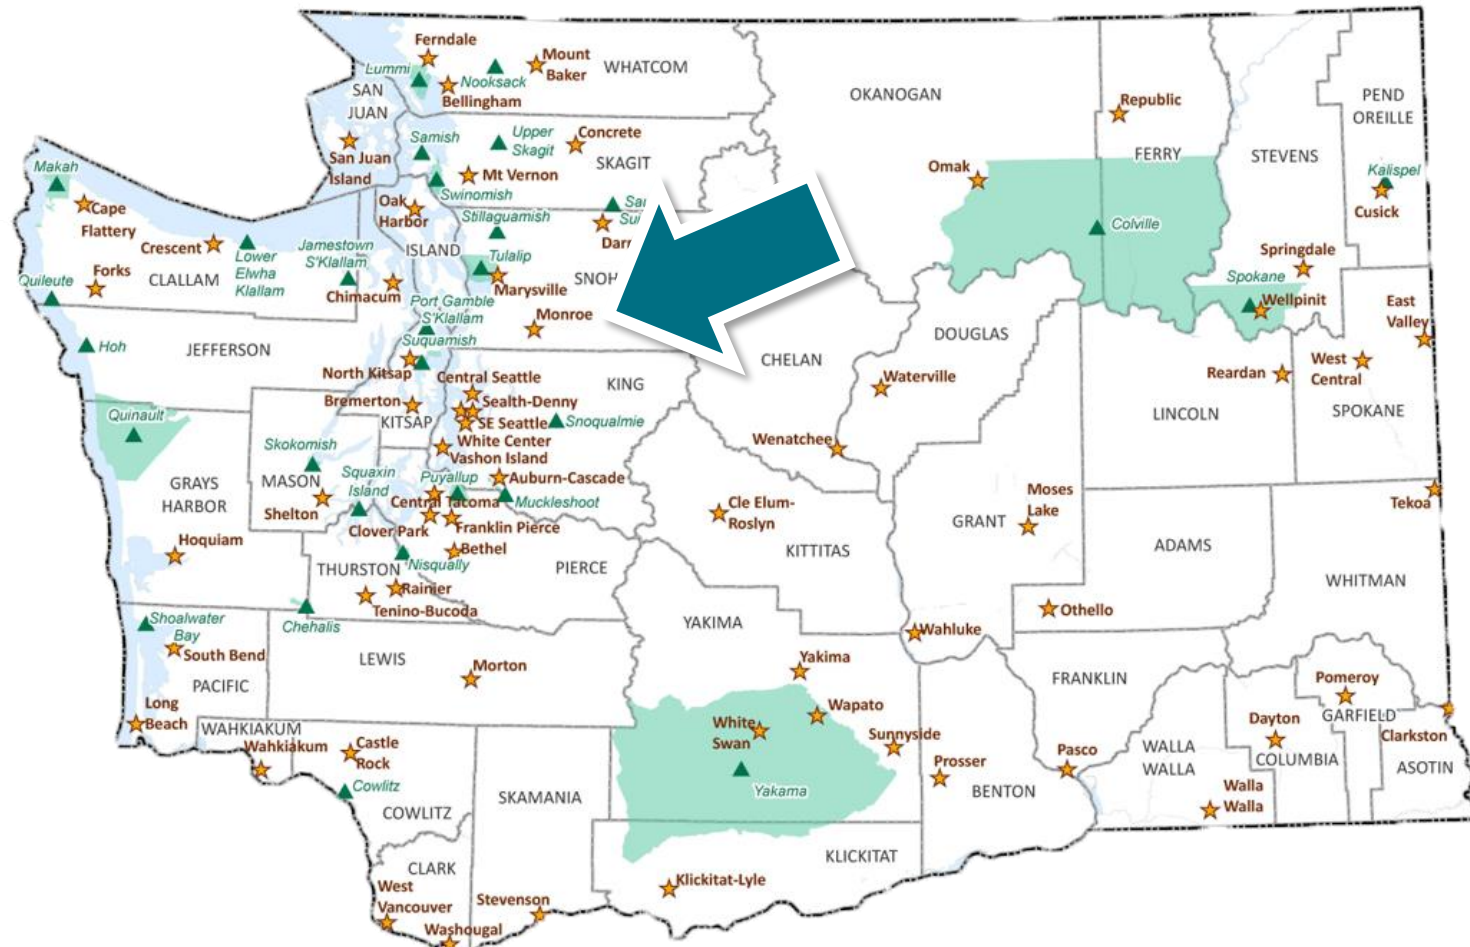 Ferndale
Mount
Baker
WHATCOM
Lummi
Nooksack
Bellingham
SAN
JUAN
OKANOGAN
Republic
PEND
OREILLE
Samish
Upper
Skagit
Concrete
SKAGIT
San Juan
Island
FERRY
STEVENS
Makah
Mt Vernon
Swinomish
Omak
Kalispel
Cusick
Cape
Flattery
Oak
Harbor
Stillaguamish
Colville
Crescent
Lower
Elwha
Klallam
Jamestown
S'Klallam
ISLAND
Tulalip
Springdale
Forks
CLALLAM
Quileute
Chimacum
Marysville
Spokane
Wellpinit
East
Valley
Port Gamble
S'Klallam
Monroe
DOUGLAS
Hoh
JEFFERSON
Suquamish
CHELAN
North Kitsap
Central Seattle
KING
Waterville
Reardan
West
Central
Bremerton
Sealth-Denny
LINCOLN
SPOKANE
Quinault
KITSAP
SE Seattle
Snoqualmie
Skokomish
White Center
Vashon Island
Wenatchee
GRAYS
HARBOR
MASON
Squaxin
Island
Puyallup
Auburn-Cascade
Shelton
Central Tacoma
Muckleshoot
Cle Elum-
Roslyn
Moses
Lake
Tekoa
Clover Park
Franklin Pierce
GRANT
Hoquiam
Bethel
KITTITAS
ADAMS
THURSTON
Nisqually
PIERCE
WHITMAN
Rainier
Tenino-Bucoda
Chehalis
Othello
Shoalwater
Bay
YAKIMA
Wahluke
South Bend
LEWIS
Morton
Yakima
FRANKLIN
Pomeroy
PACIFIC
Long
Beach
Wapato
GARFIELD
WAHKIAKUM
Wahkiakum
White
Swan
Dayton
Clarkston
Castle
Rock
Sunnyside
Pasco
WALLA
WALLA
COLUMBIA
ASOTIN
Cowlitz
SKAMANIA
Yakama
Prosser
BENTON
Walla
Walla
COWLITZ
KLICKITAT
CLARK
West
Vancouver
Klickitat-Lyle
Stevenson
Washougal